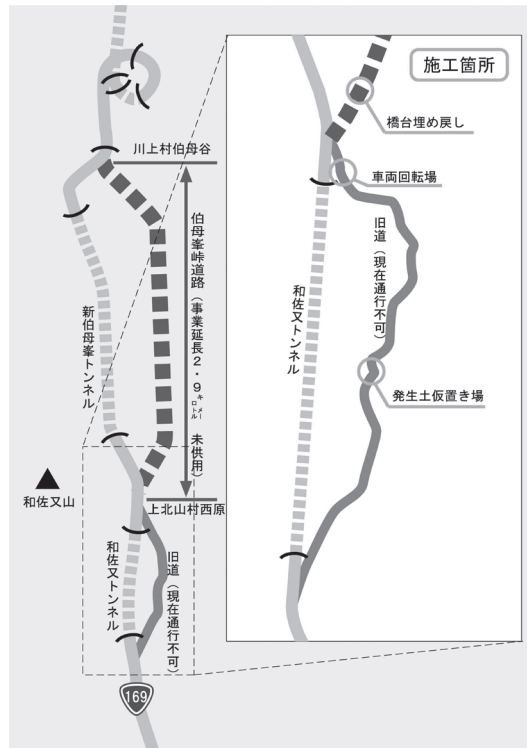 川上村伯母谷
伯母峯峠道路（事業延長2・9キロメートル 未供用）
新伯母峯トンネル
和佐又山
上北山村西原
和佐又トンネル
旧道（現在通行不可）
169
施工箇所
橋台埋め戻し
車両回転場
旧道（現在通行不可）
和佐又トンネル
発生土仮置き場